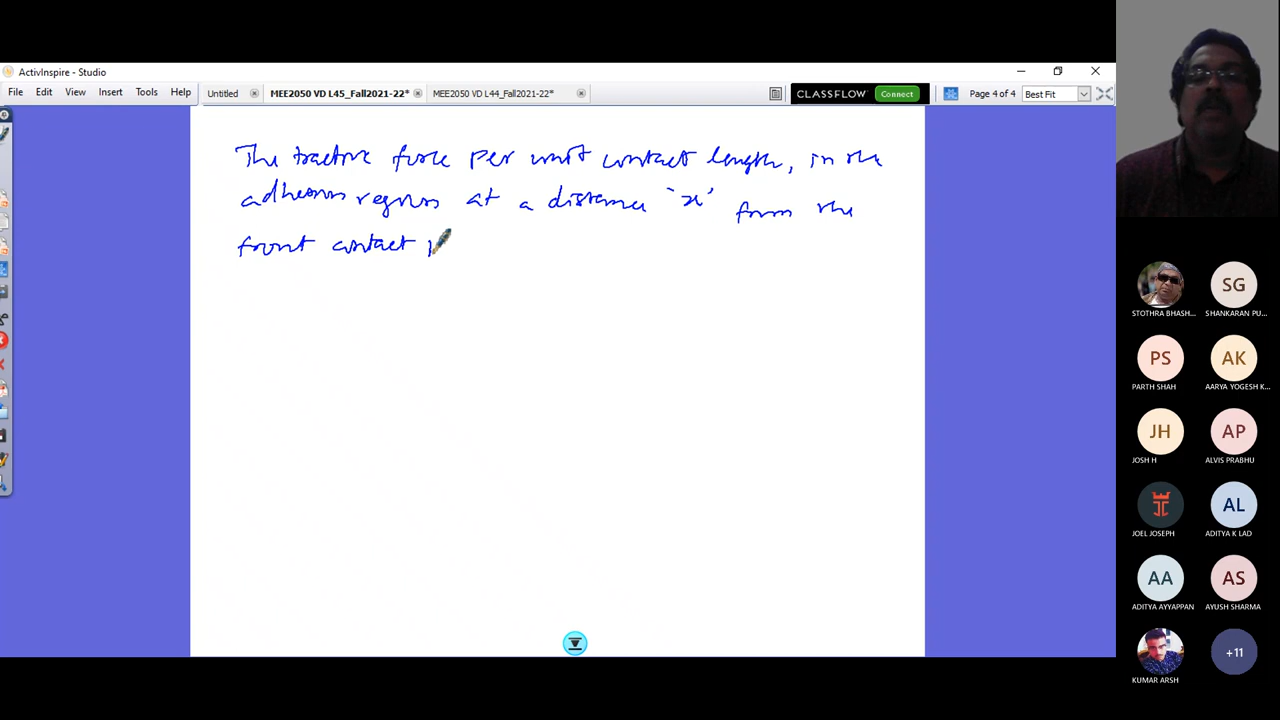 ActivInspire - Studio
File Edit View Insert Tools Help
Untitled MEE2050 VD L45_Fall2021-22* MEE2050 VD L44_Fall2021-22*
CLASSFLOW Connect
Page 4 of 4 Best Fit
The tractive force per unit contact length, in the
adhesion region at a distance 'x' form the
front contact i
STOTHRA BHASH...
SG
SHANKARAN PU...
PS
PARTH SHAH
AK
AARYA YOGESH K...
JH
JOSH H
AP
ALVIS PRABHU
JOEL JOSEPH
AL
ADITYA K LAD
AA
ADITYA AYYAPPAN
AS
AYUSH SHARMA
KUMAR ARSH
+11